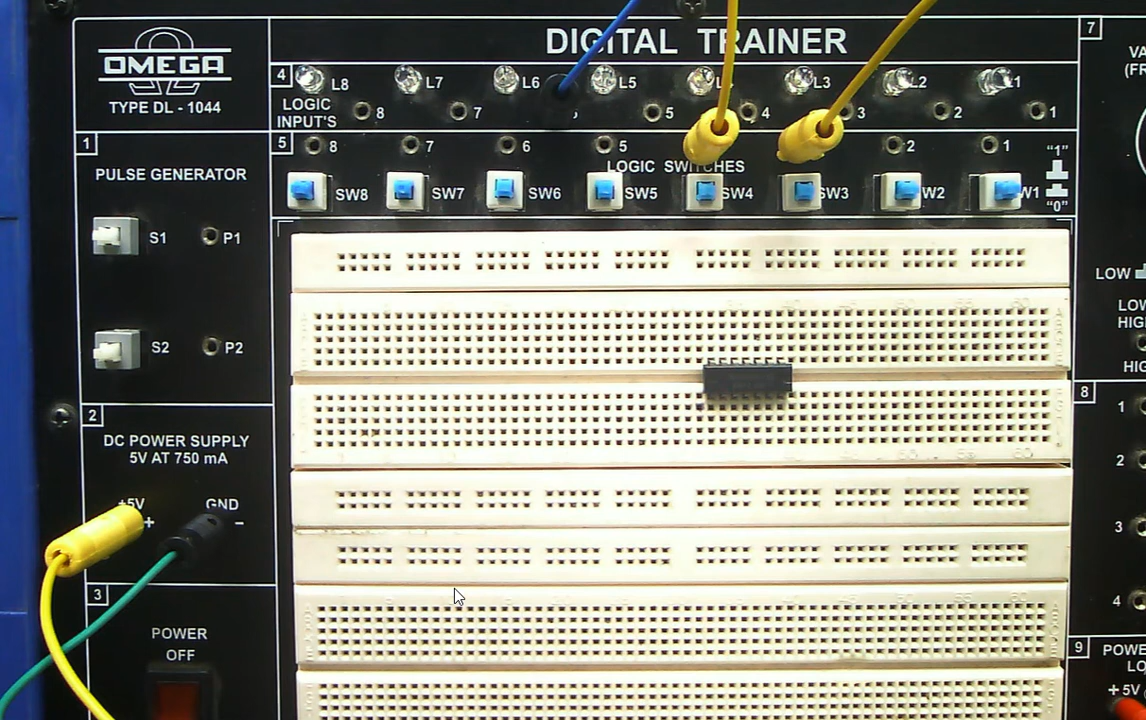 DIGITAL TRAINER
OMEGA
TYPE DL - 1044
4
L8 L7 L6 L5 L3
LOGIC
INPUT'S
8 7 5 4 3 2 1
1
PULSE GENERATOR
S1 P1
S2 P2
5
8 7 6 5 2 1
LOGIC SWITCHES
SW8 SW7 SW6 SW5 SW4
"1"
"0"
2
DC POWER SUPPLY
5V AT 750 mA
+5V GND
+ −
3
POWER
OFF
7
LOW
8
1
2
3
4
9
+5V